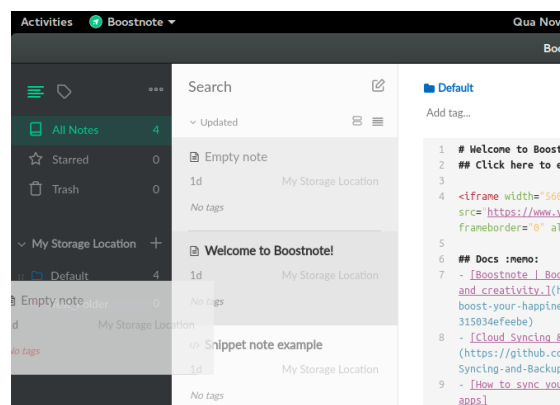 Activities Boostnote Qua Nov
Boo
Search
Default
Updated
Add tag...
All Notes 4
Starred 0
Trash 0
My Storage Location
Default 4
Empty note
1d My Storage Location
No tags
Welcome to Boostnote!
1d My Storage Location
No tags
Snippet note example
1d My Storage Location
No tags
Empty note
d My Storage Location
No tags
1 # Welcome to Boost
2 ## Click here to e
3
4 <iframe width="560
src="https://www.y
frameborder="0" al
5
6 ## Docs :memo:
7 - [Boostnote | Boo
and creativity.](h
boost-your-happine
315034efeebe)
8 - [Cloud Syncing &
(https://github.co
Syncing-and-Backup
9 - [How to sync you
apps]